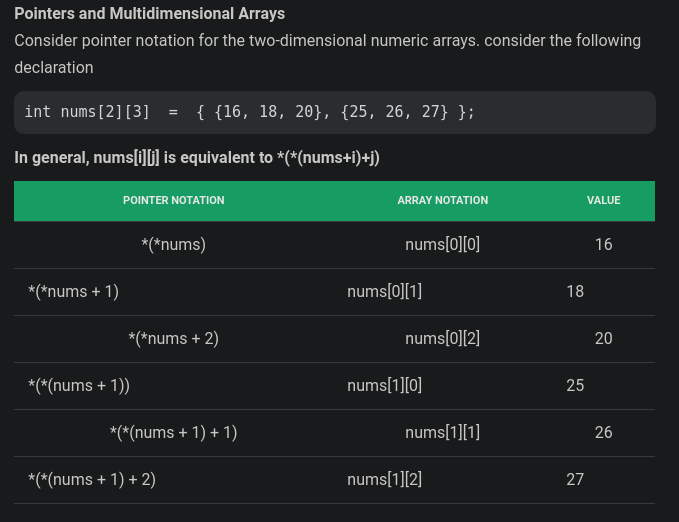 Pointers and Multidimensional Arrays
Consider pointer notation for the two-dimensional numeric arrays. consider the following
declaration
int nums[2][3]  =  { {16, 18, 20}, {25, 26, 27} };
In general, nums[i][j] is equivalent to *(*(nums+i)+j)
POINTER NOTATION ARRAY NOTATION VALUE
*(*nums) nums[0][0] 16
*(*nums + 1) nums[0][1] 18
*(*nums + 2) nums[0][2] 20
*(*(nums + 1)) nums[1][0] 25
*(*(nums + 1) + 1) nums[1][1] 26
*(*(nums + 1) + 2) nums[1][2] 27